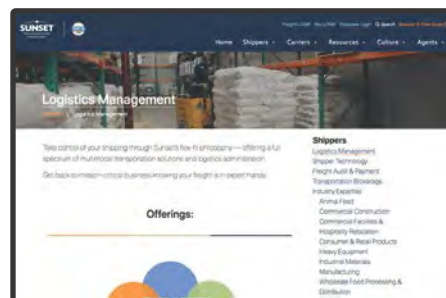 SUNSET
Search
Home Shippers Carriers Resources Culture Agents
Logistics Management
Logistics Management
Take control of your shipping through Sunset's flex-fit philosophy — offering a full
spectrum of multimodal transportation solutions and logistics administration.
Get back to mission-critical business knowing your freight is in expert hands.
Offerings:
Shippers
Logistics Management
Shipper Technology
Freight Audit & Payment
Transportation Brokerage
Industry Expertise
Animal Feed
Commercial Construction
Commercial Facilities &
Hospitality Relocation
Consumer & Retail Products
Heavy Equipment
Industrial Materials
Manufacturing
Wholesale Food Processing &
Distribution